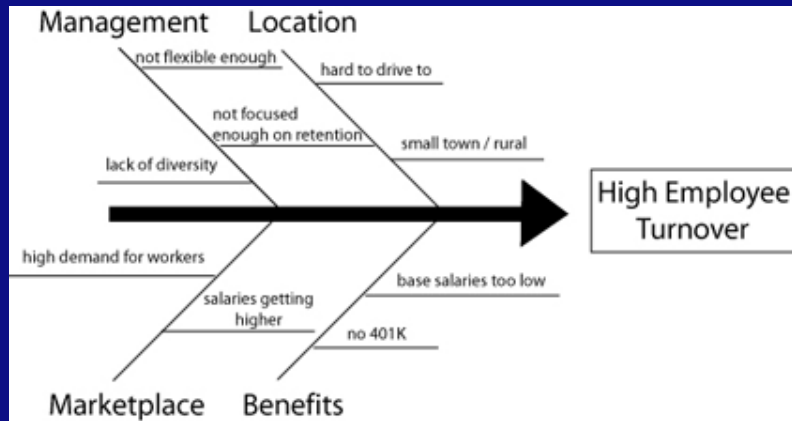 Management
Location
not flexible enough
hard to drive to
not focused
enough on retention
small town / rural
lack of diversity
High Employee
Turnover
high demand for workers
base salaries too low
salaries getting
higher
no 401K
Marketplace
Benefits